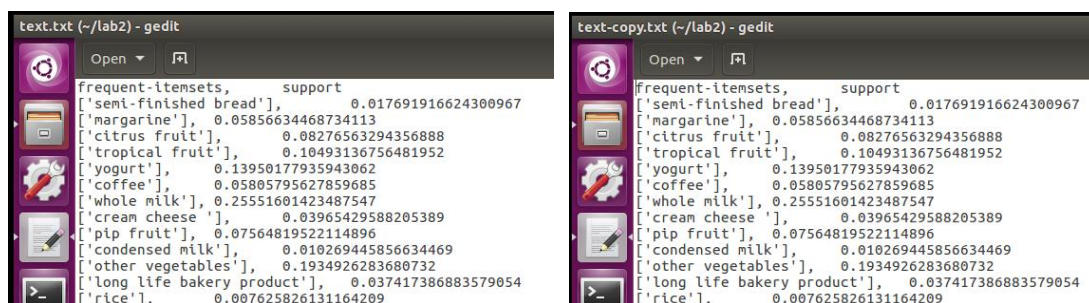 text.txt (~/lab2) - gedit
Open
frequent-itemsets, support
['semi-finished bread'], 0.017691916624300967
['margarine'], 0.05856634468734113
['citrus fruit'], 0.08276563294356888
['tropical fruit'], 0.10493136756481952
['yogurt'], 0.13950177935943062
['coffee'], 0.05805795627859685
['whole milk'], 0.25551601423487547
['cream cheese '], 0.03965429588205389
['pip fruit'], 0.07564819522114896
['condensed milk'], 0.010269445856634469
['other vegetables'], 0.1934926283680732
['long life bakery product'], 0.037417386883579054
['rice'], 0.007625826131164209
text-copy.txt (~/lab2) - gedit
Open
frequent-itemsets, support
['semi-finished bread'], 0.017691916624300967
['margarine'], 0.05856634468734113
['citrus fruit'], 0.08276563294356888
['tropical fruit'], 0.10493136756481952
['yogurt'], 0.13950177935943062
['coffee'], 0.05805795627859685
['whole milk'], 0.25551601423487547
['cream cheese '], 0.03965429588205389
['pip fruit'], 0.07564819522114896
['condensed milk'], 0.010269445856634469
['other vegetables'], 0.1934926283680732
['long life bakery product'], 0.037417386883579054
['rice'], 0.007625826131164209